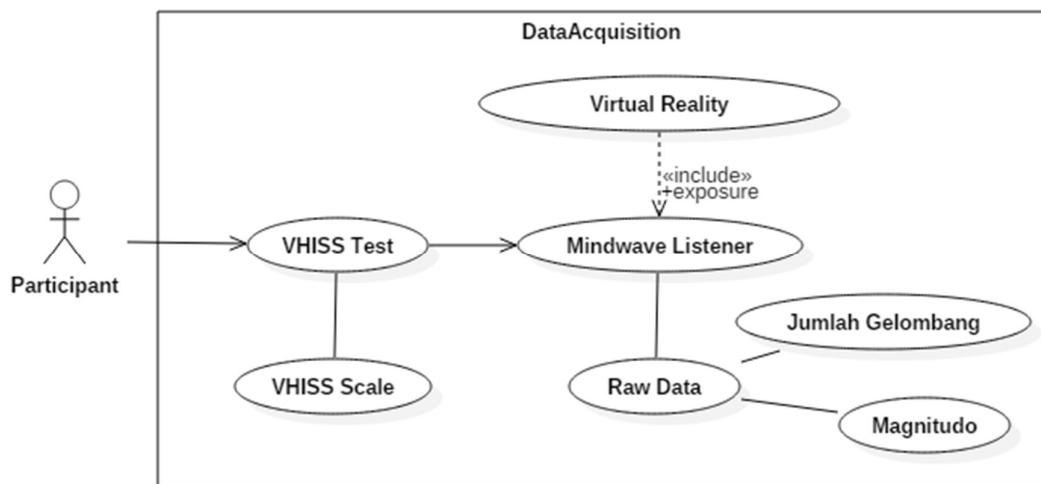 DataAcquisition
Virtual Reality
«include»
+exposure
Participant
VHISS Test
Mindwave Listener
Jumlah Gelombang
VHISS Scale
Raw Data
Magnitudo